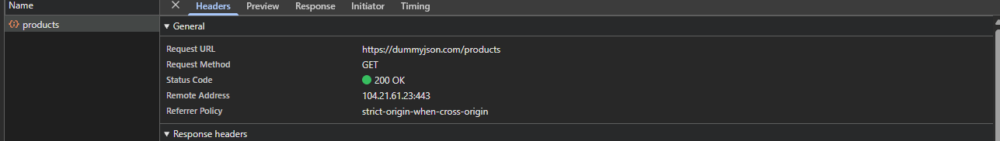 Name
Headers Preview Response Initiator Timing
products
General
Request URL https://dummyjson.com/products
Request Method GET
Status Code 200 OK
Remote Address 104.21.61.23:443
Referrer Policy strict-origin-when-cross-origin
Response headers